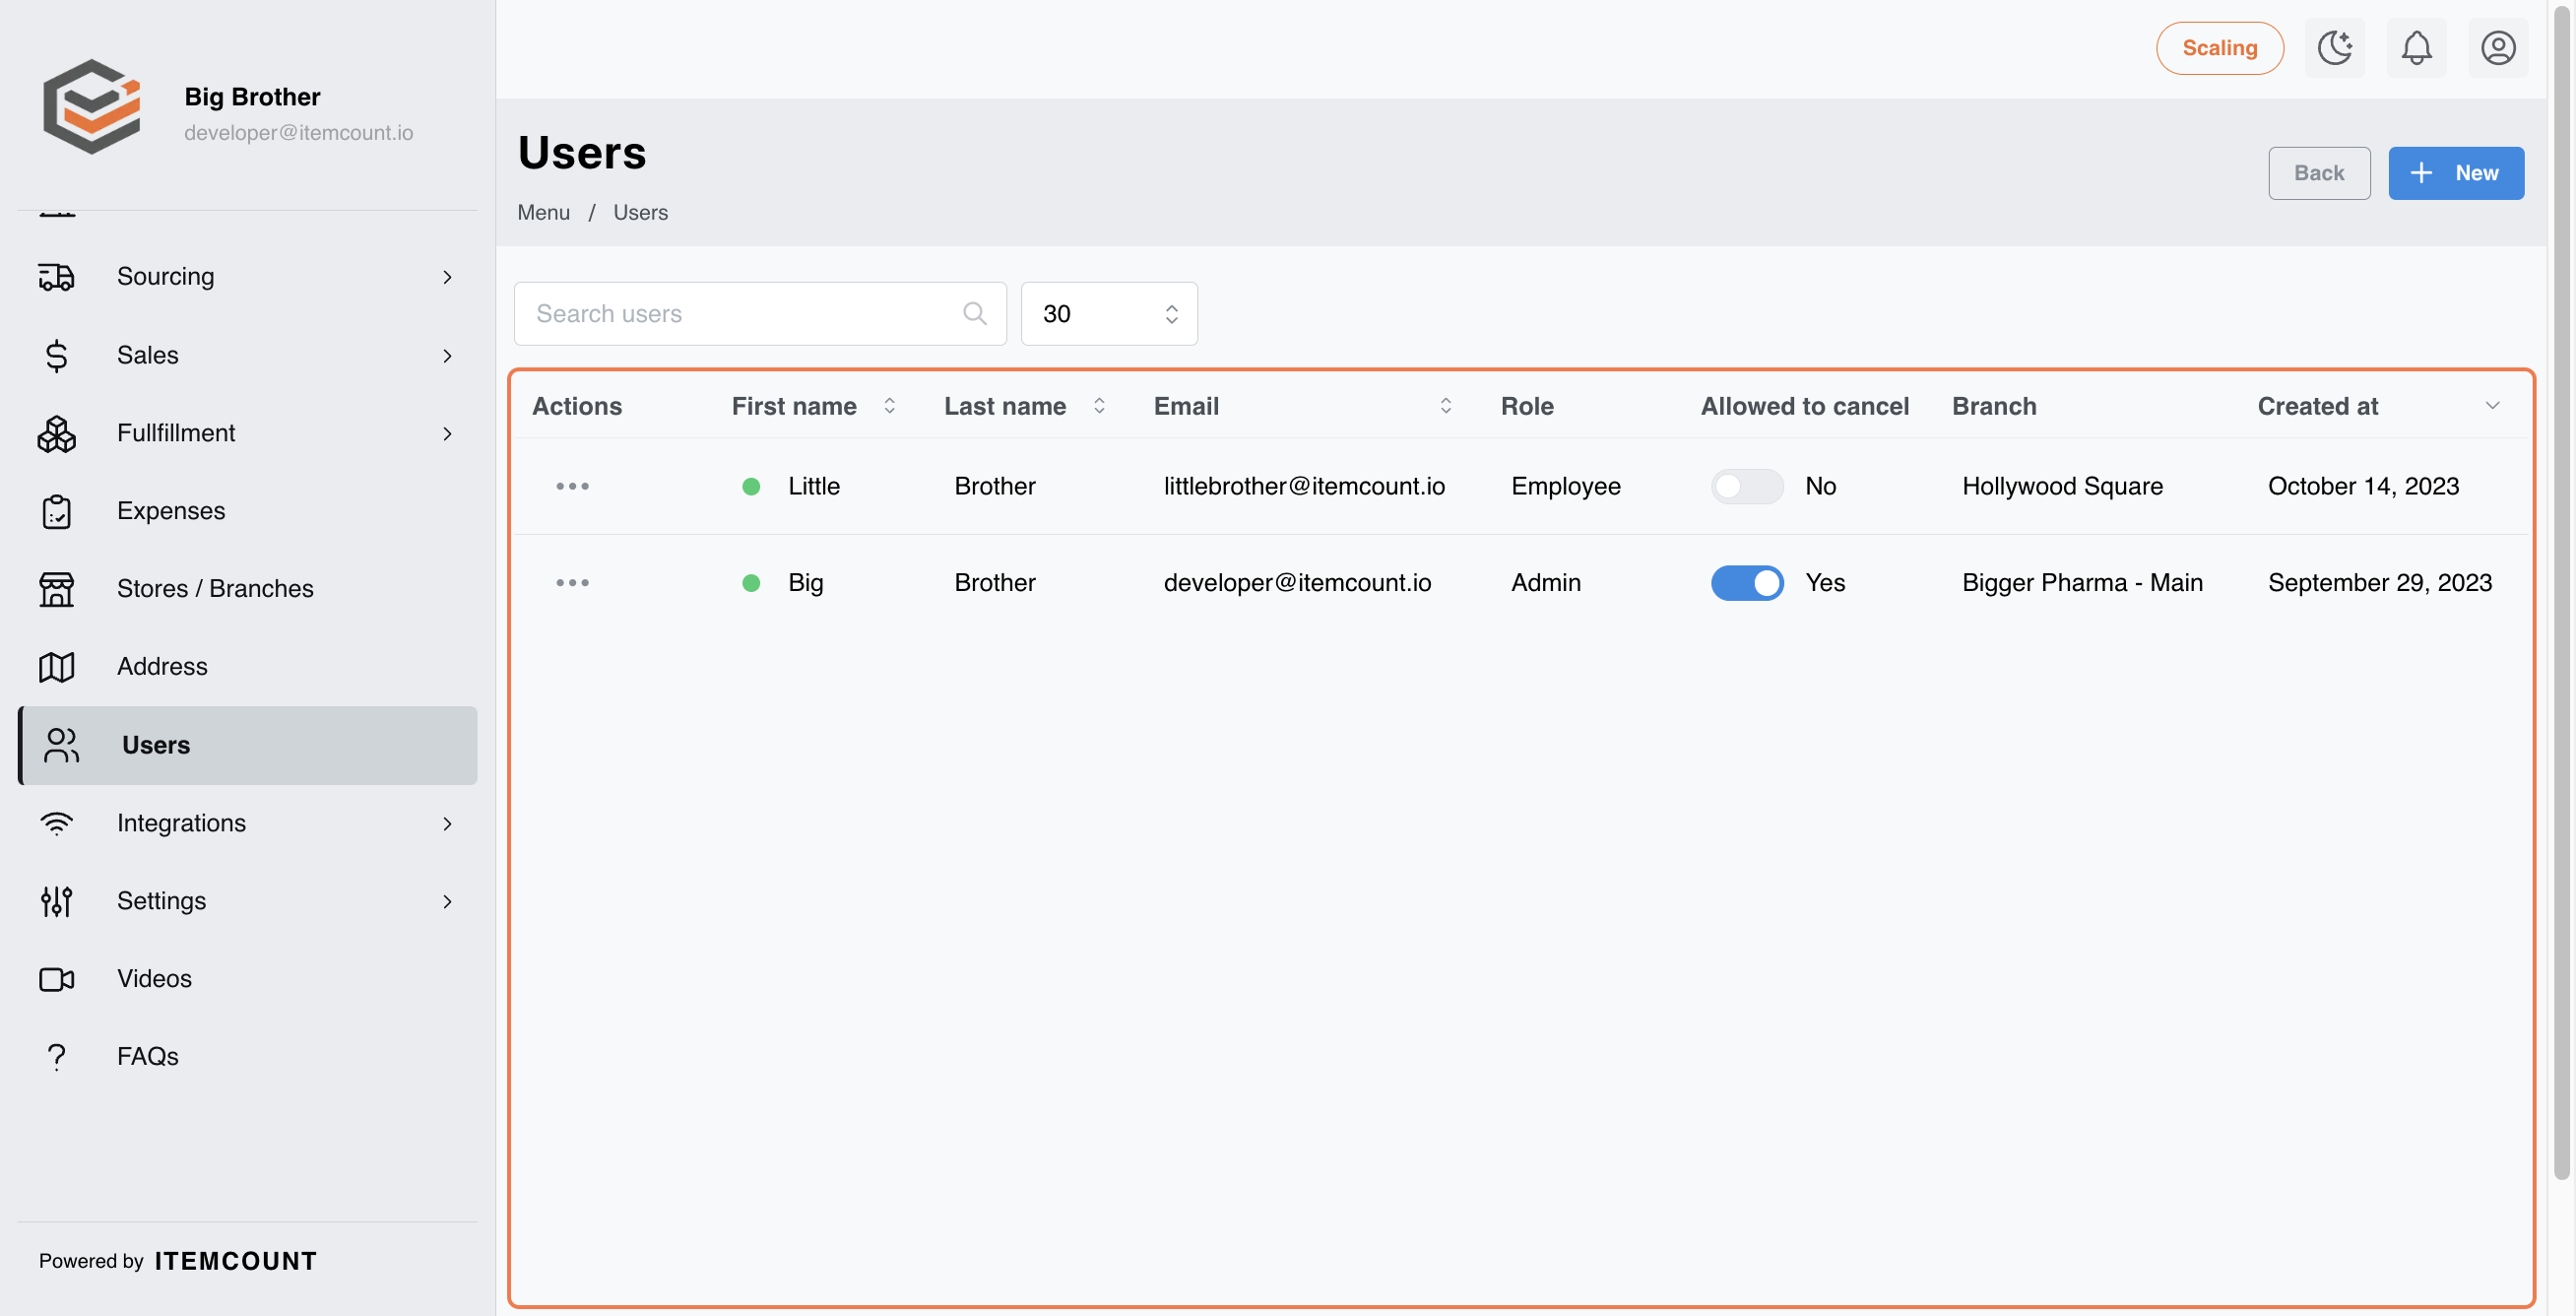 Big Brother
developer@itemcount.io
Sourcing
Sales
Fullfillment
Expenses
Stores / Branches
Address
Users
Integrations
Settings
Videos
FAQs
Powered by ITEMCOUNT
Scaling
Users
Menu / Users
Back
New
Search users
30
Actions First name Last name Email Role Allowed to cancel Branch Created at
Little Brother littlebrother@itemcount.io Employee No Hollywood Square October 14, 2023
Big Brother developer@itemcount.io Admin Yes Bigger Pharma - Main September 29, 2023